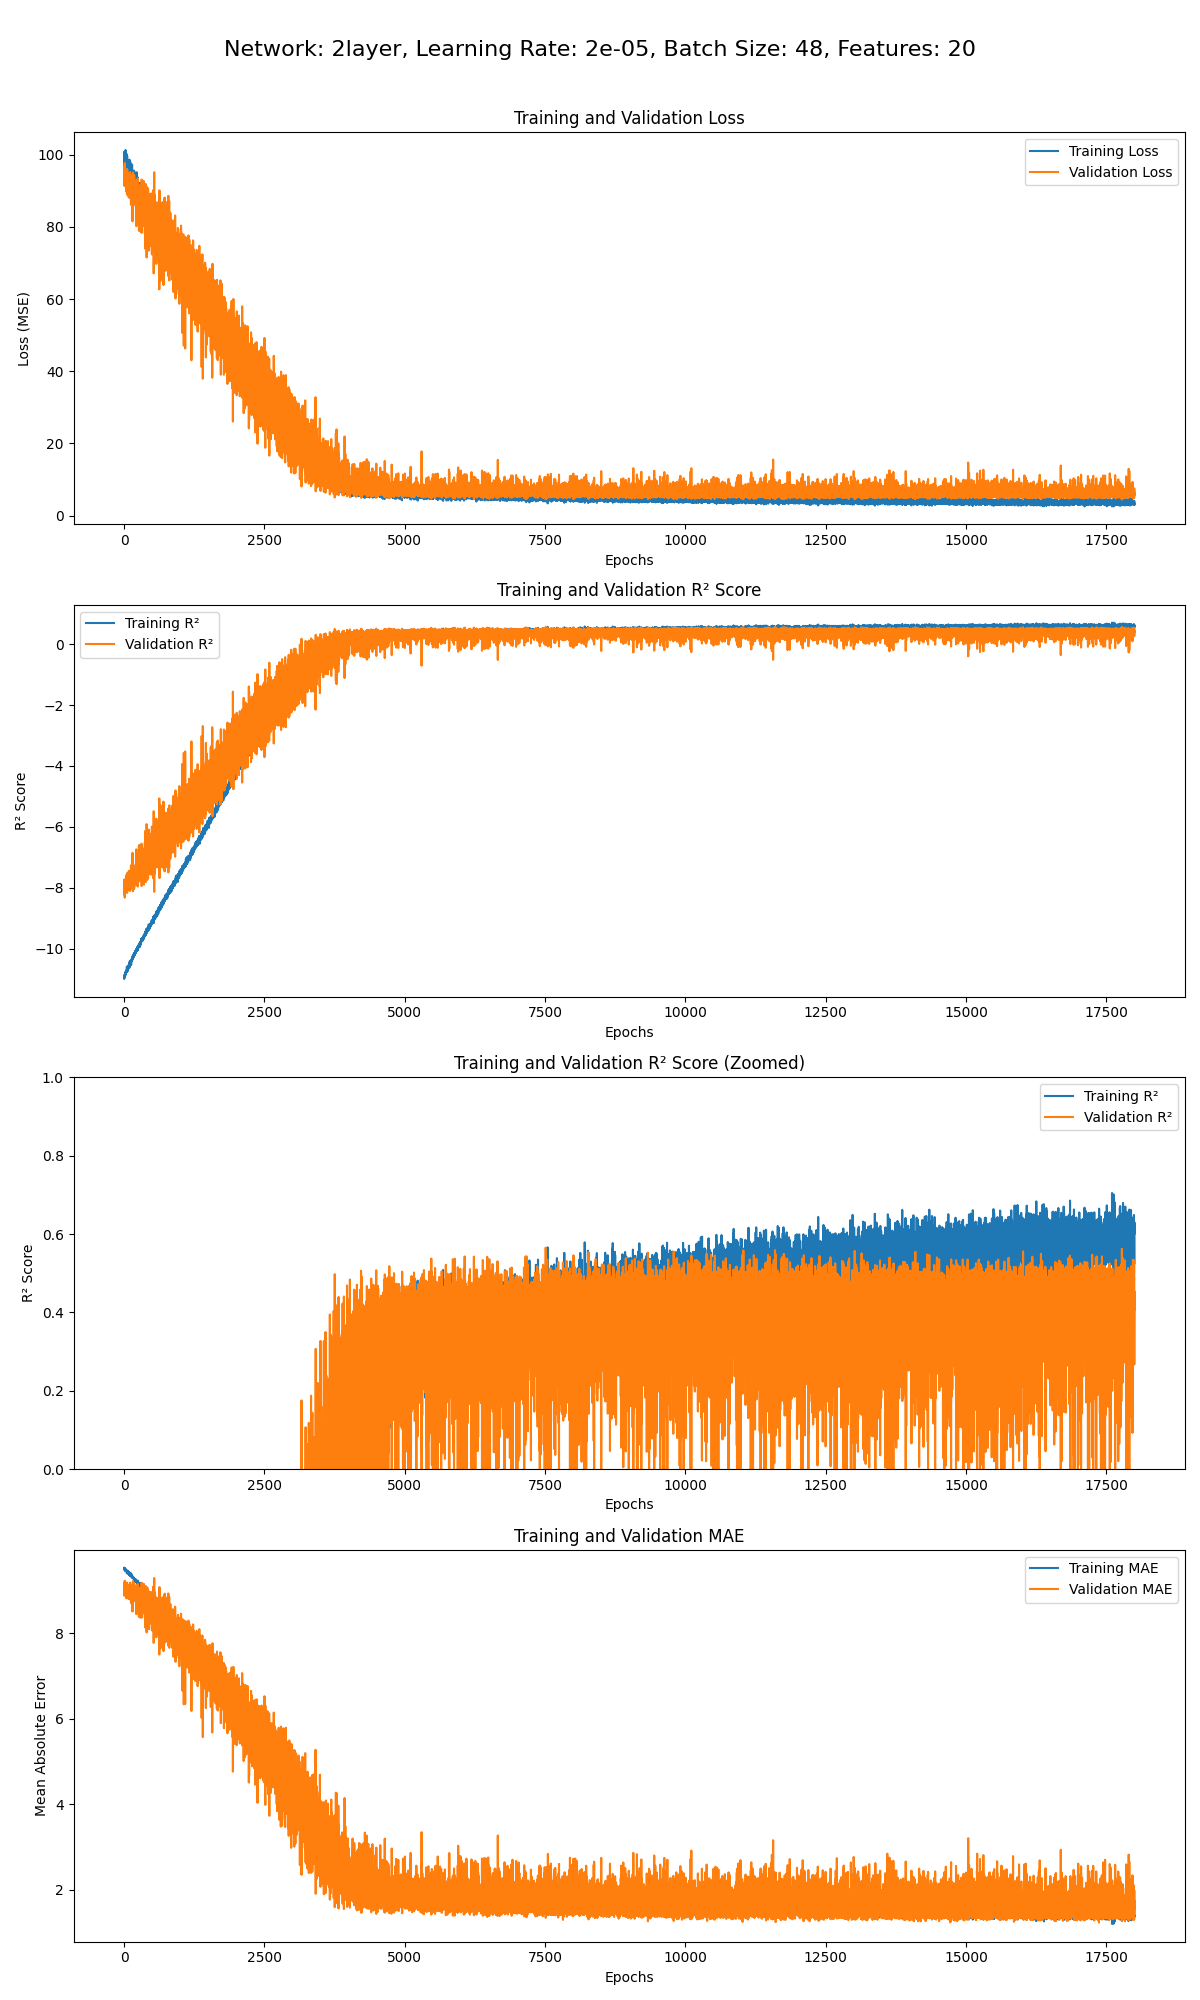 Network: 2layer, Learning Rate: 2e-05, Batch Size: 48, Features: 20
Training and Validation Loss
100
80
60
40
20
0
Loss (MSE)
Training Loss
Validation Loss
0 2500 5000 7500 10000 12500 15000 17500
Epochs
Training and Validation R² Score
0
−2
−4
−6
−8
−10
R² Score
Training R²
Validation R²
0 2500 5000 7500 10000 12500 15000 17500
Epochs
Training and Validation R² Score (Zoomed)
1.0
0.8
0.6
0.4
0.2
0.0
R² Score
Training R²
Validation R²
0 2500 5000 7500 10000 12500 15000 17500
Epochs
Training and Validation MAE
8
6
4
2
Mean Absolute Error
Training MAE
Validation MAE
0 2500 5000 7500 10000 12500 15000 17500
Epochs